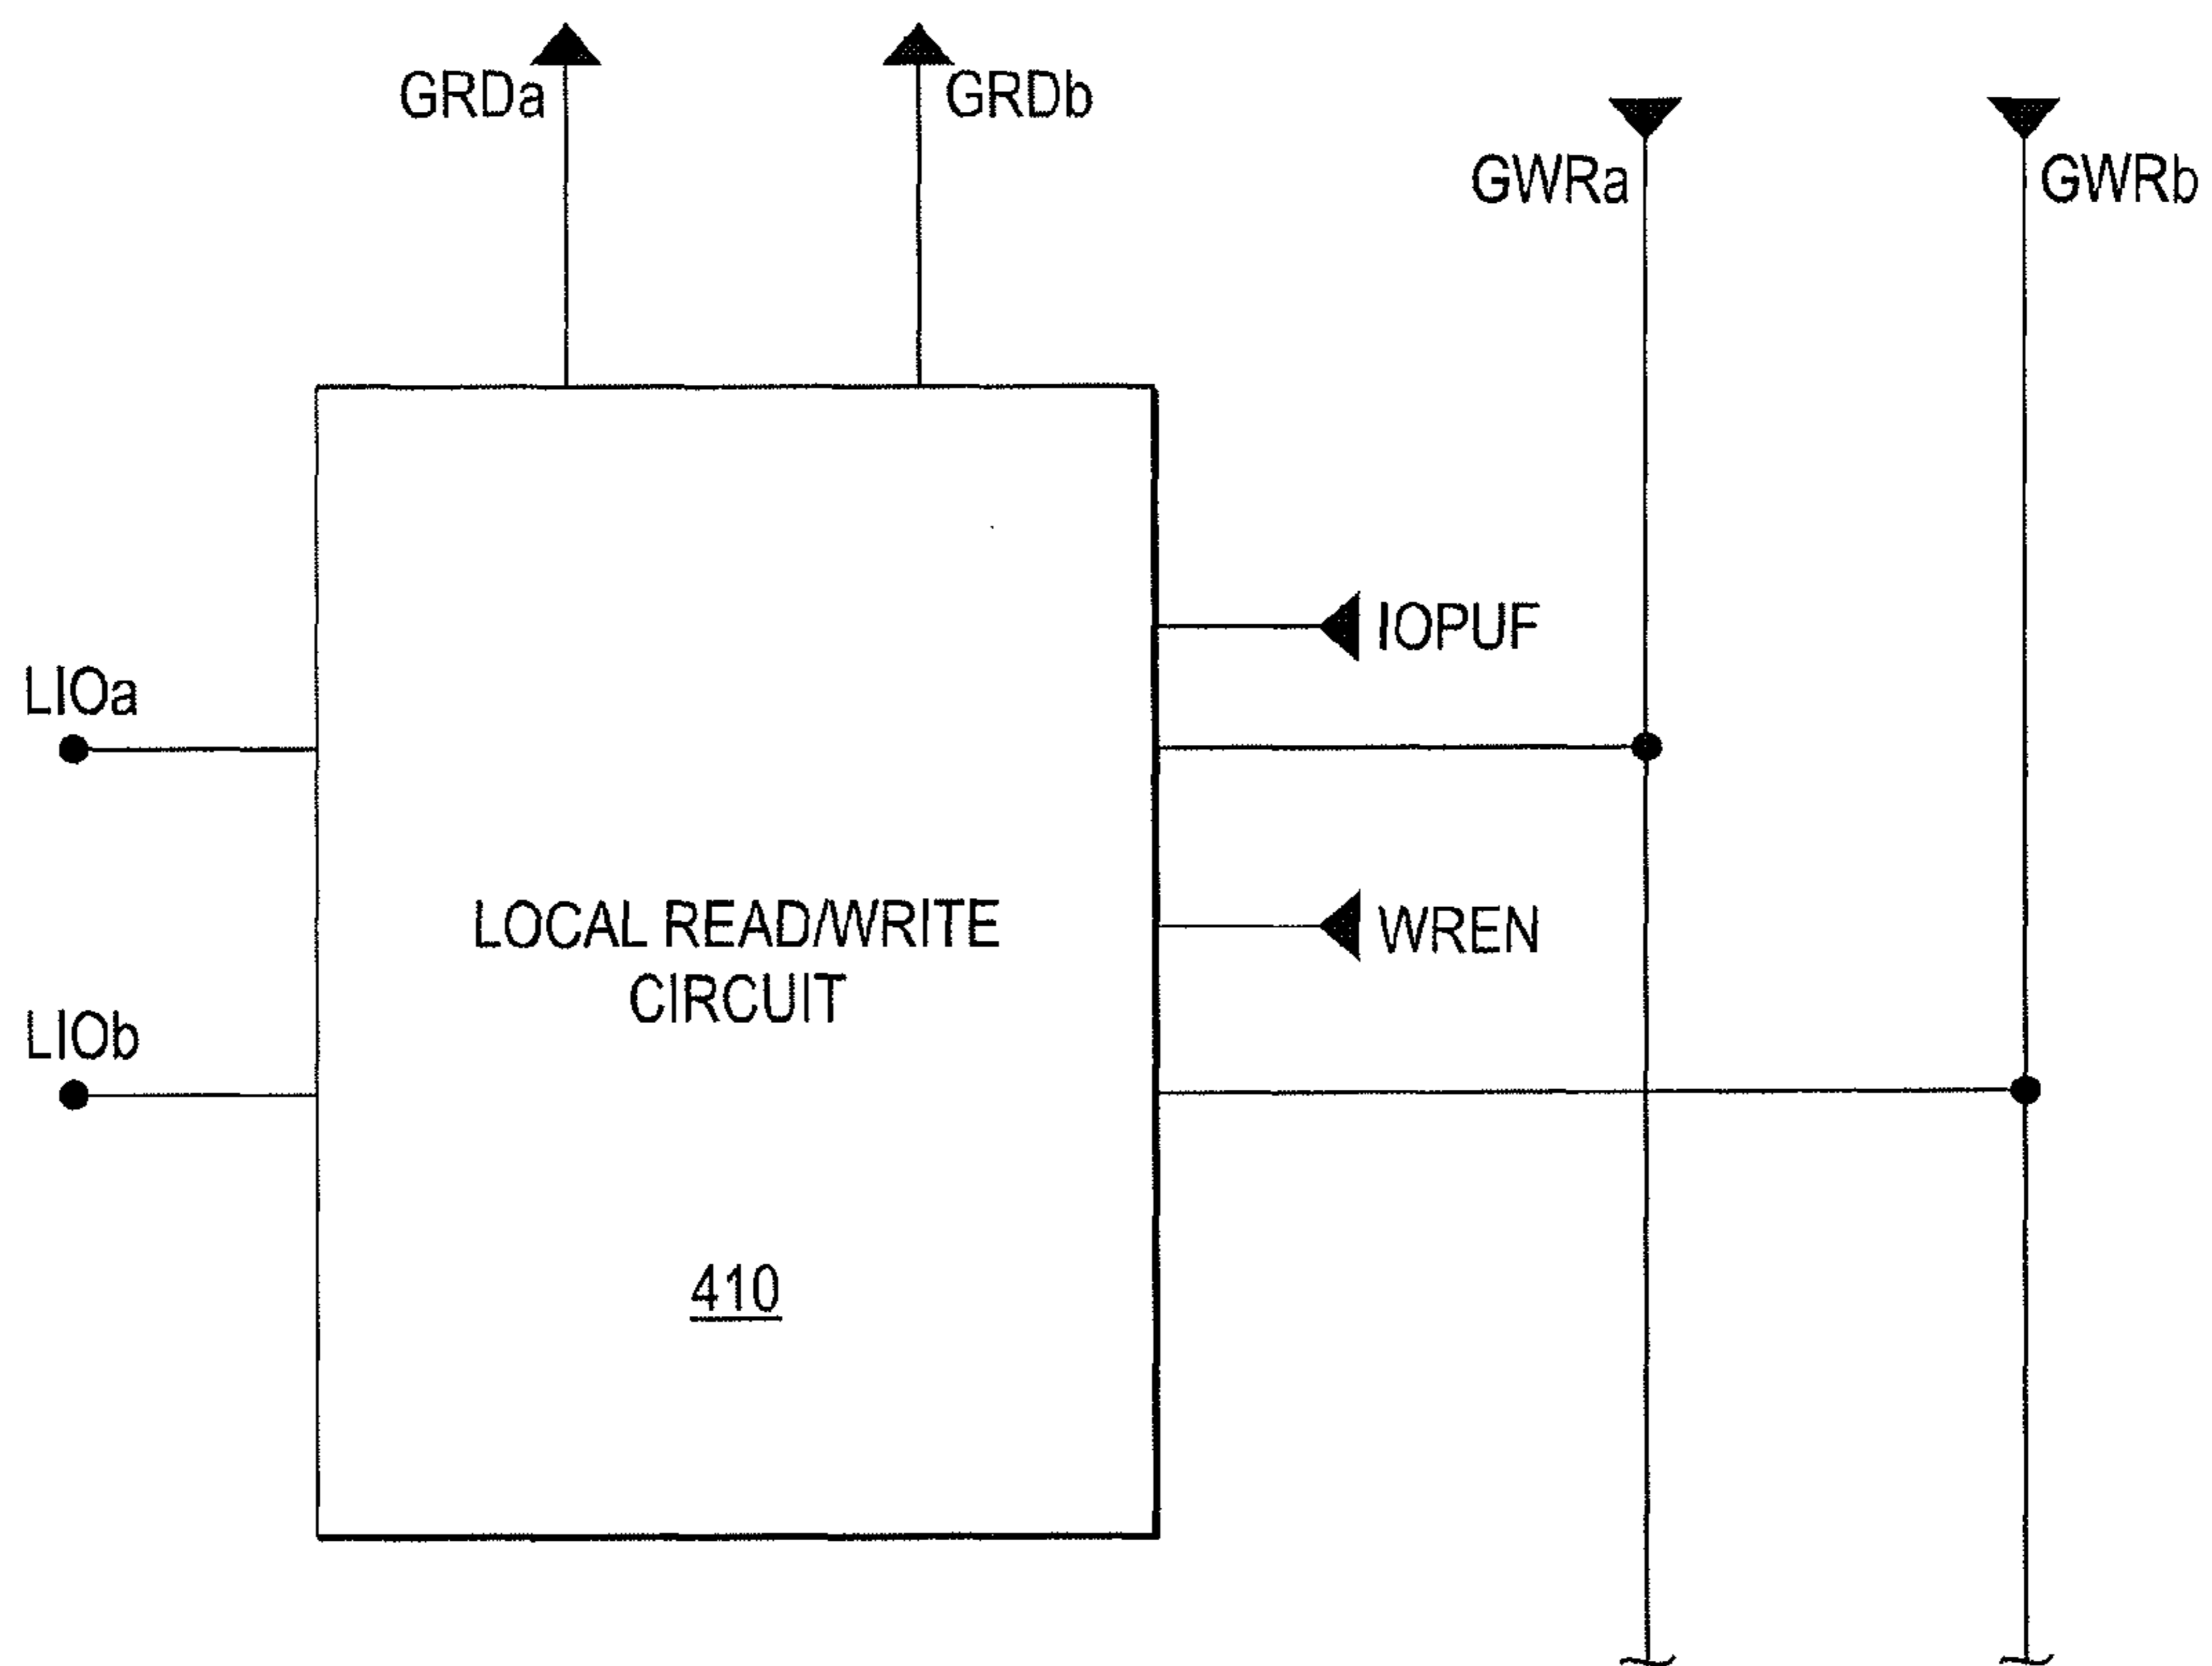 GRDa
GRDb
GWRa
GWRb
IOPUF
LIOa
LOCAL READ/WRITE
CIRCUIT
WREN
LIOb
410